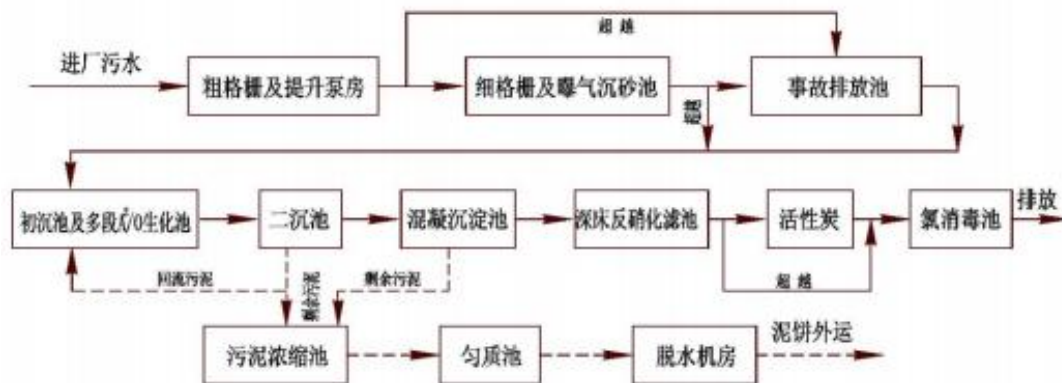 超越
进厂污水
粗格栅及提升泵房
细格栅及曝气沉砂池
事故排放池
超越
初沉池及多段A²/O生化池
二沉池
混凝沉淀池
深床反硝化滤池
活性炭
氯消毒池
排放
回流污泥
剩余污泥
剩余污泥
超越
污泥浓缩池
匀质池
脱水机房
泥饼外运